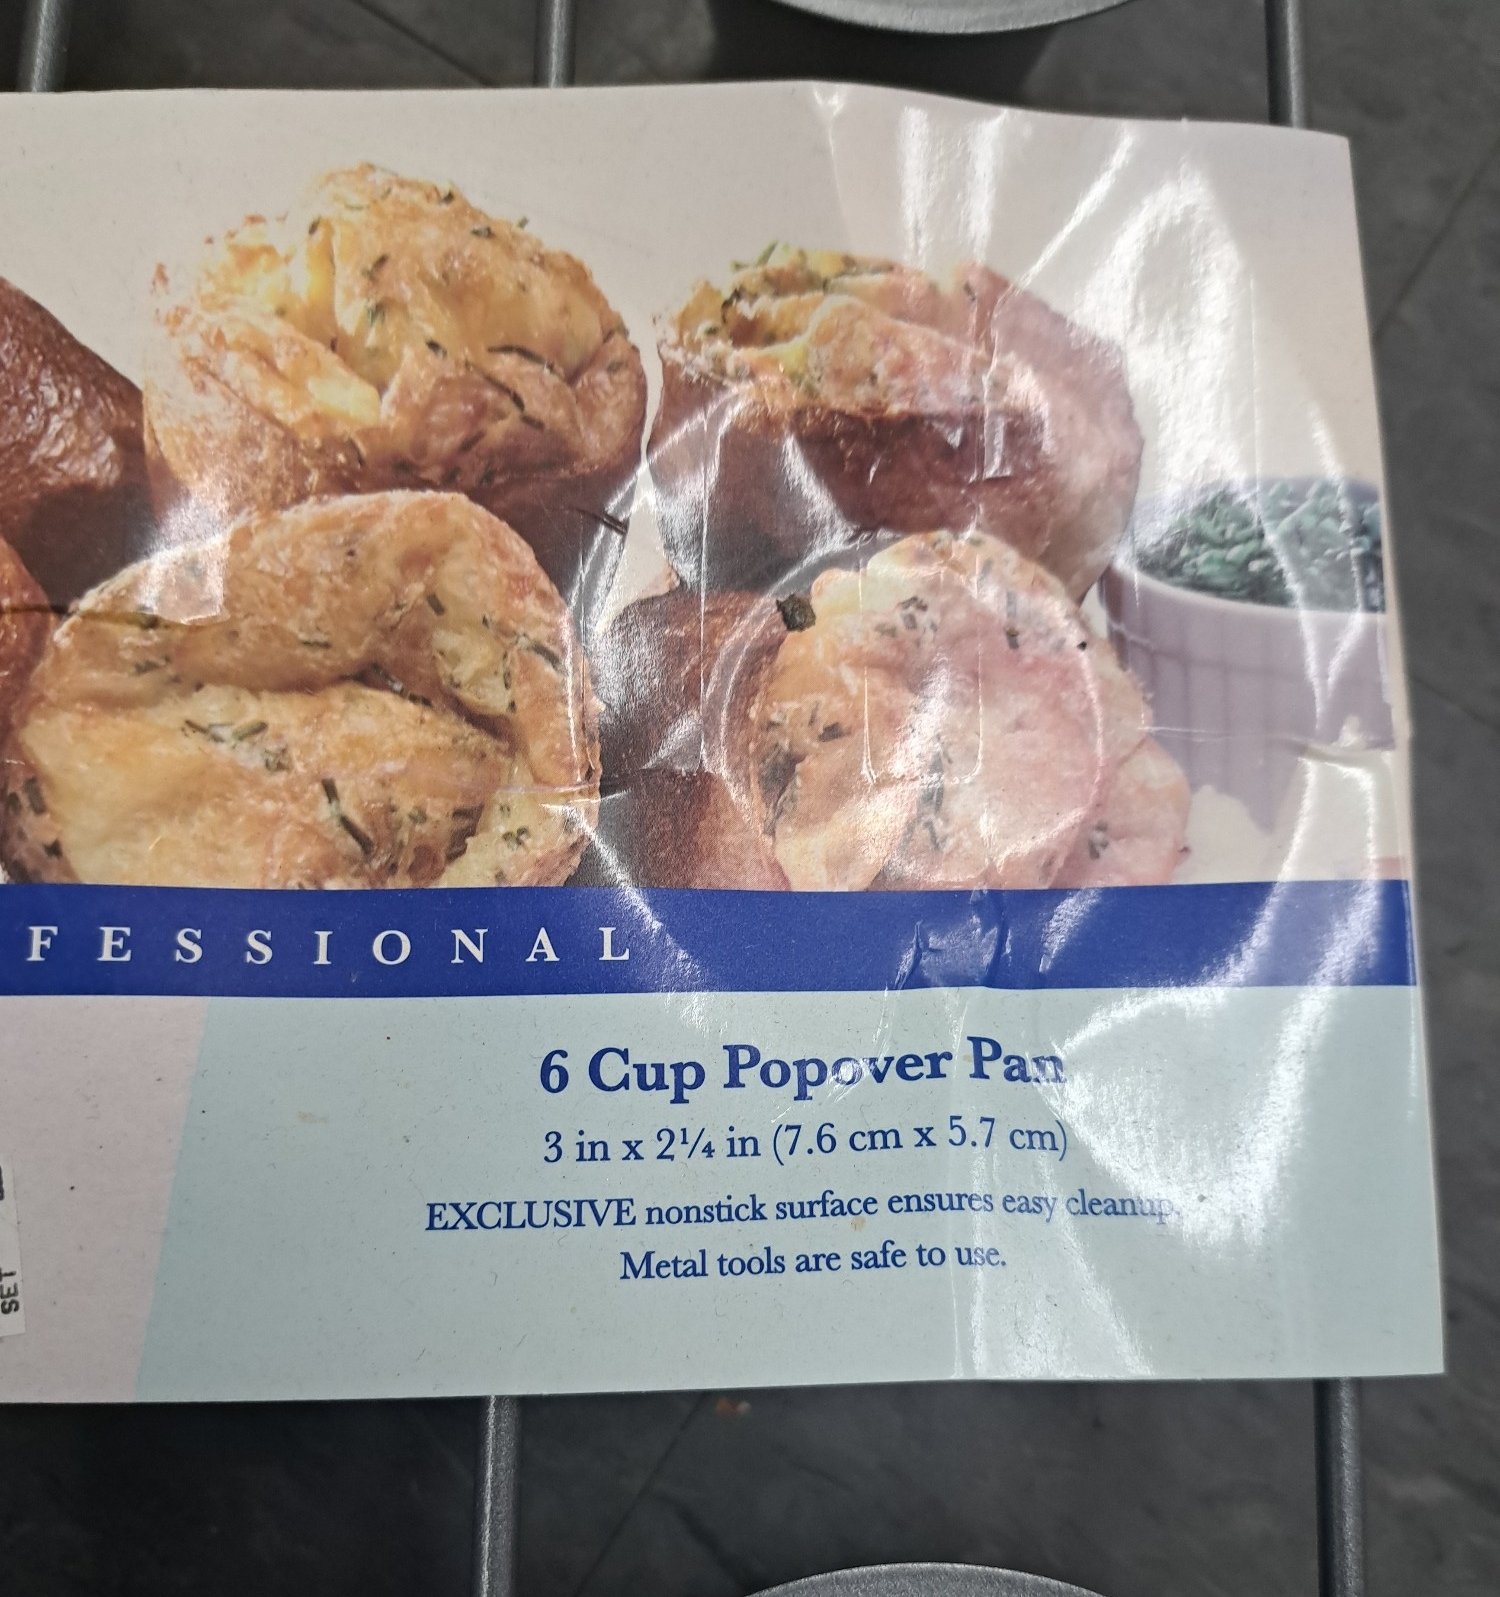 FESSIONAL
6 Cup Popover Pan
3 in x 2¼ in (7.6 cm x 5.7 cm)
EXCLUSIVE nonstick surface ensures easy cleanup.
Metal tools are safe to use.
SET